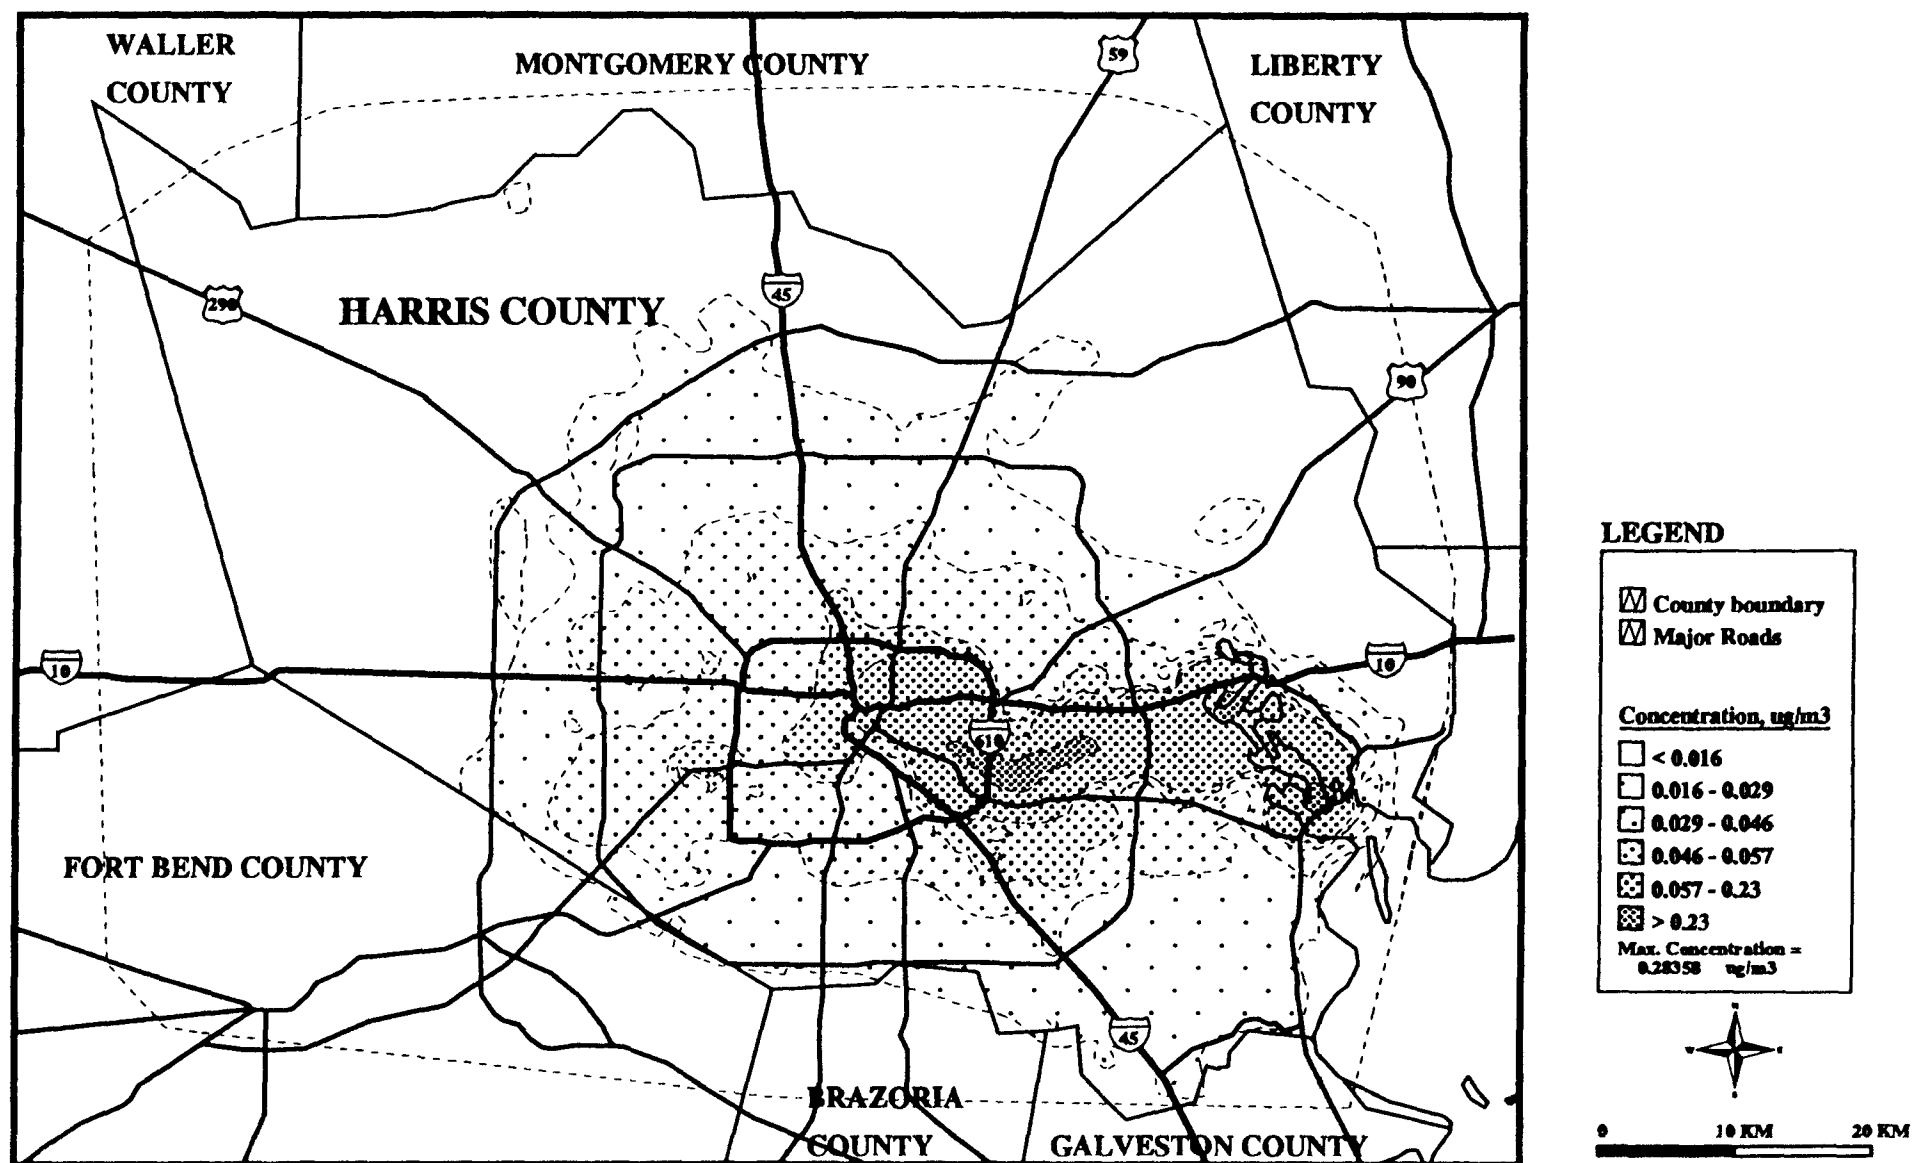 WALLER
COUNTY
MONTGOMERY COUNTY
59
LIBERTY
COUNTY
290
HARRIS COUNTY
45
90
10
10
610
FORT BEND COUNTY
45
BRAZORIA
COUNTY
GALVESTON COUNTY
LEGEND
County boundary
Major Roads
Concentration, ug/m3
< 0.016
0.016 - 0.029
0.029 - 0.046
0.046 - 0.057
0.057 - 0.23
> 0.23
Max. Concentration =
0.28358 ug/m3
0 10 KM 20 KM